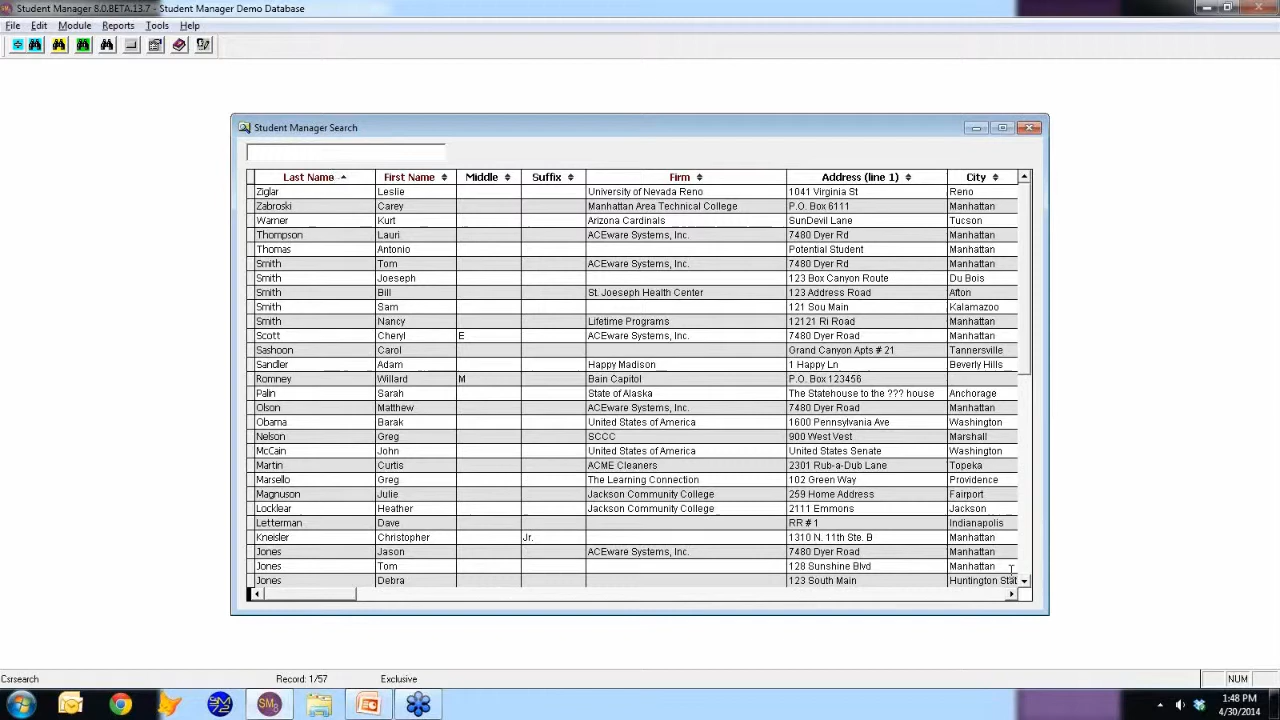 Student Manager 8.0.BETA.13.7 - Student Manager Demo Database
File Edit Module Reports Tools Help
Student Manager Search
Last Name First Name Middle Suffix Firm Address (line 1) City
Ziglar Leslie University of Nevada Reno 1041 Virginia St Reno
Zabroski Carey Manhattan Area Technical College P.O. Box 6111 Manhattan
Warner Kurt Arizona Cardinals SunDevil Lane Tucson
Thompson Lauri ACEware Systems, Inc. 7480 Dyer Rd Manhattan
Thomas Antonio Potential Student Manhattan
Smith Tom ACEware Systems, Inc. 7480 Dyer Rd Manhattan
Smith Joeseph 123 Box Canyon Route Du Bois
Smith Bill St. Joeseph Health Center 123 Address Road Afton
Smith Sam 121 Sou Main Kalamazoo
Smith Nancy Lifetime Programs 12121 Ri Road Manhattan
Scott Cheryl E ACEware Systems, Inc. 7480 Dyer Road Manhattan
Sashoon Carol Grand Canyon Apts # 21 Tannersville
Sandler Adam Happy Madison 1 Happy Ln Beverly Hills
Romney Willard M Bain Capitol P.O. Box 123456
Palin Sarah State of Alaska The Statehouse to the ??? house Anchorage
Olson Matthew ACEware Systems, Inc. 7480 Dyer Road Manhattan
Obama Barak United States of America 1600 Pennsylvania Ave Washington
Nelson Greg SCCC 900 West Vest Marshall
McCain John United States of America United States Senate Washington
Martin Curtis ACME Cleaners 2301 Rub-a-Dub Lane Topeka
Marsello Greg The Learning Connection 102 Green Way Providence
Magnuson Julie Jackson Community College 259 Home Address Fairport
Locklear Heather Jackson Community College 2111 Emmons Jackson
Letterman Dave RR # 1 Indianapolis
Kneisler Christopher Jr. 1310 N. 11th Ste. B Manhattan
Jones Jason ACEware Systems, Inc. 7480 Dyer Road Manhattan
Jones Tom 128 Sunshine Blvd Manhattan
Jones Debra 123 South Main Huntington Stat
Csrsearch Record: 1/57 Exclusive NUM
1:48 PM
4/30/2014